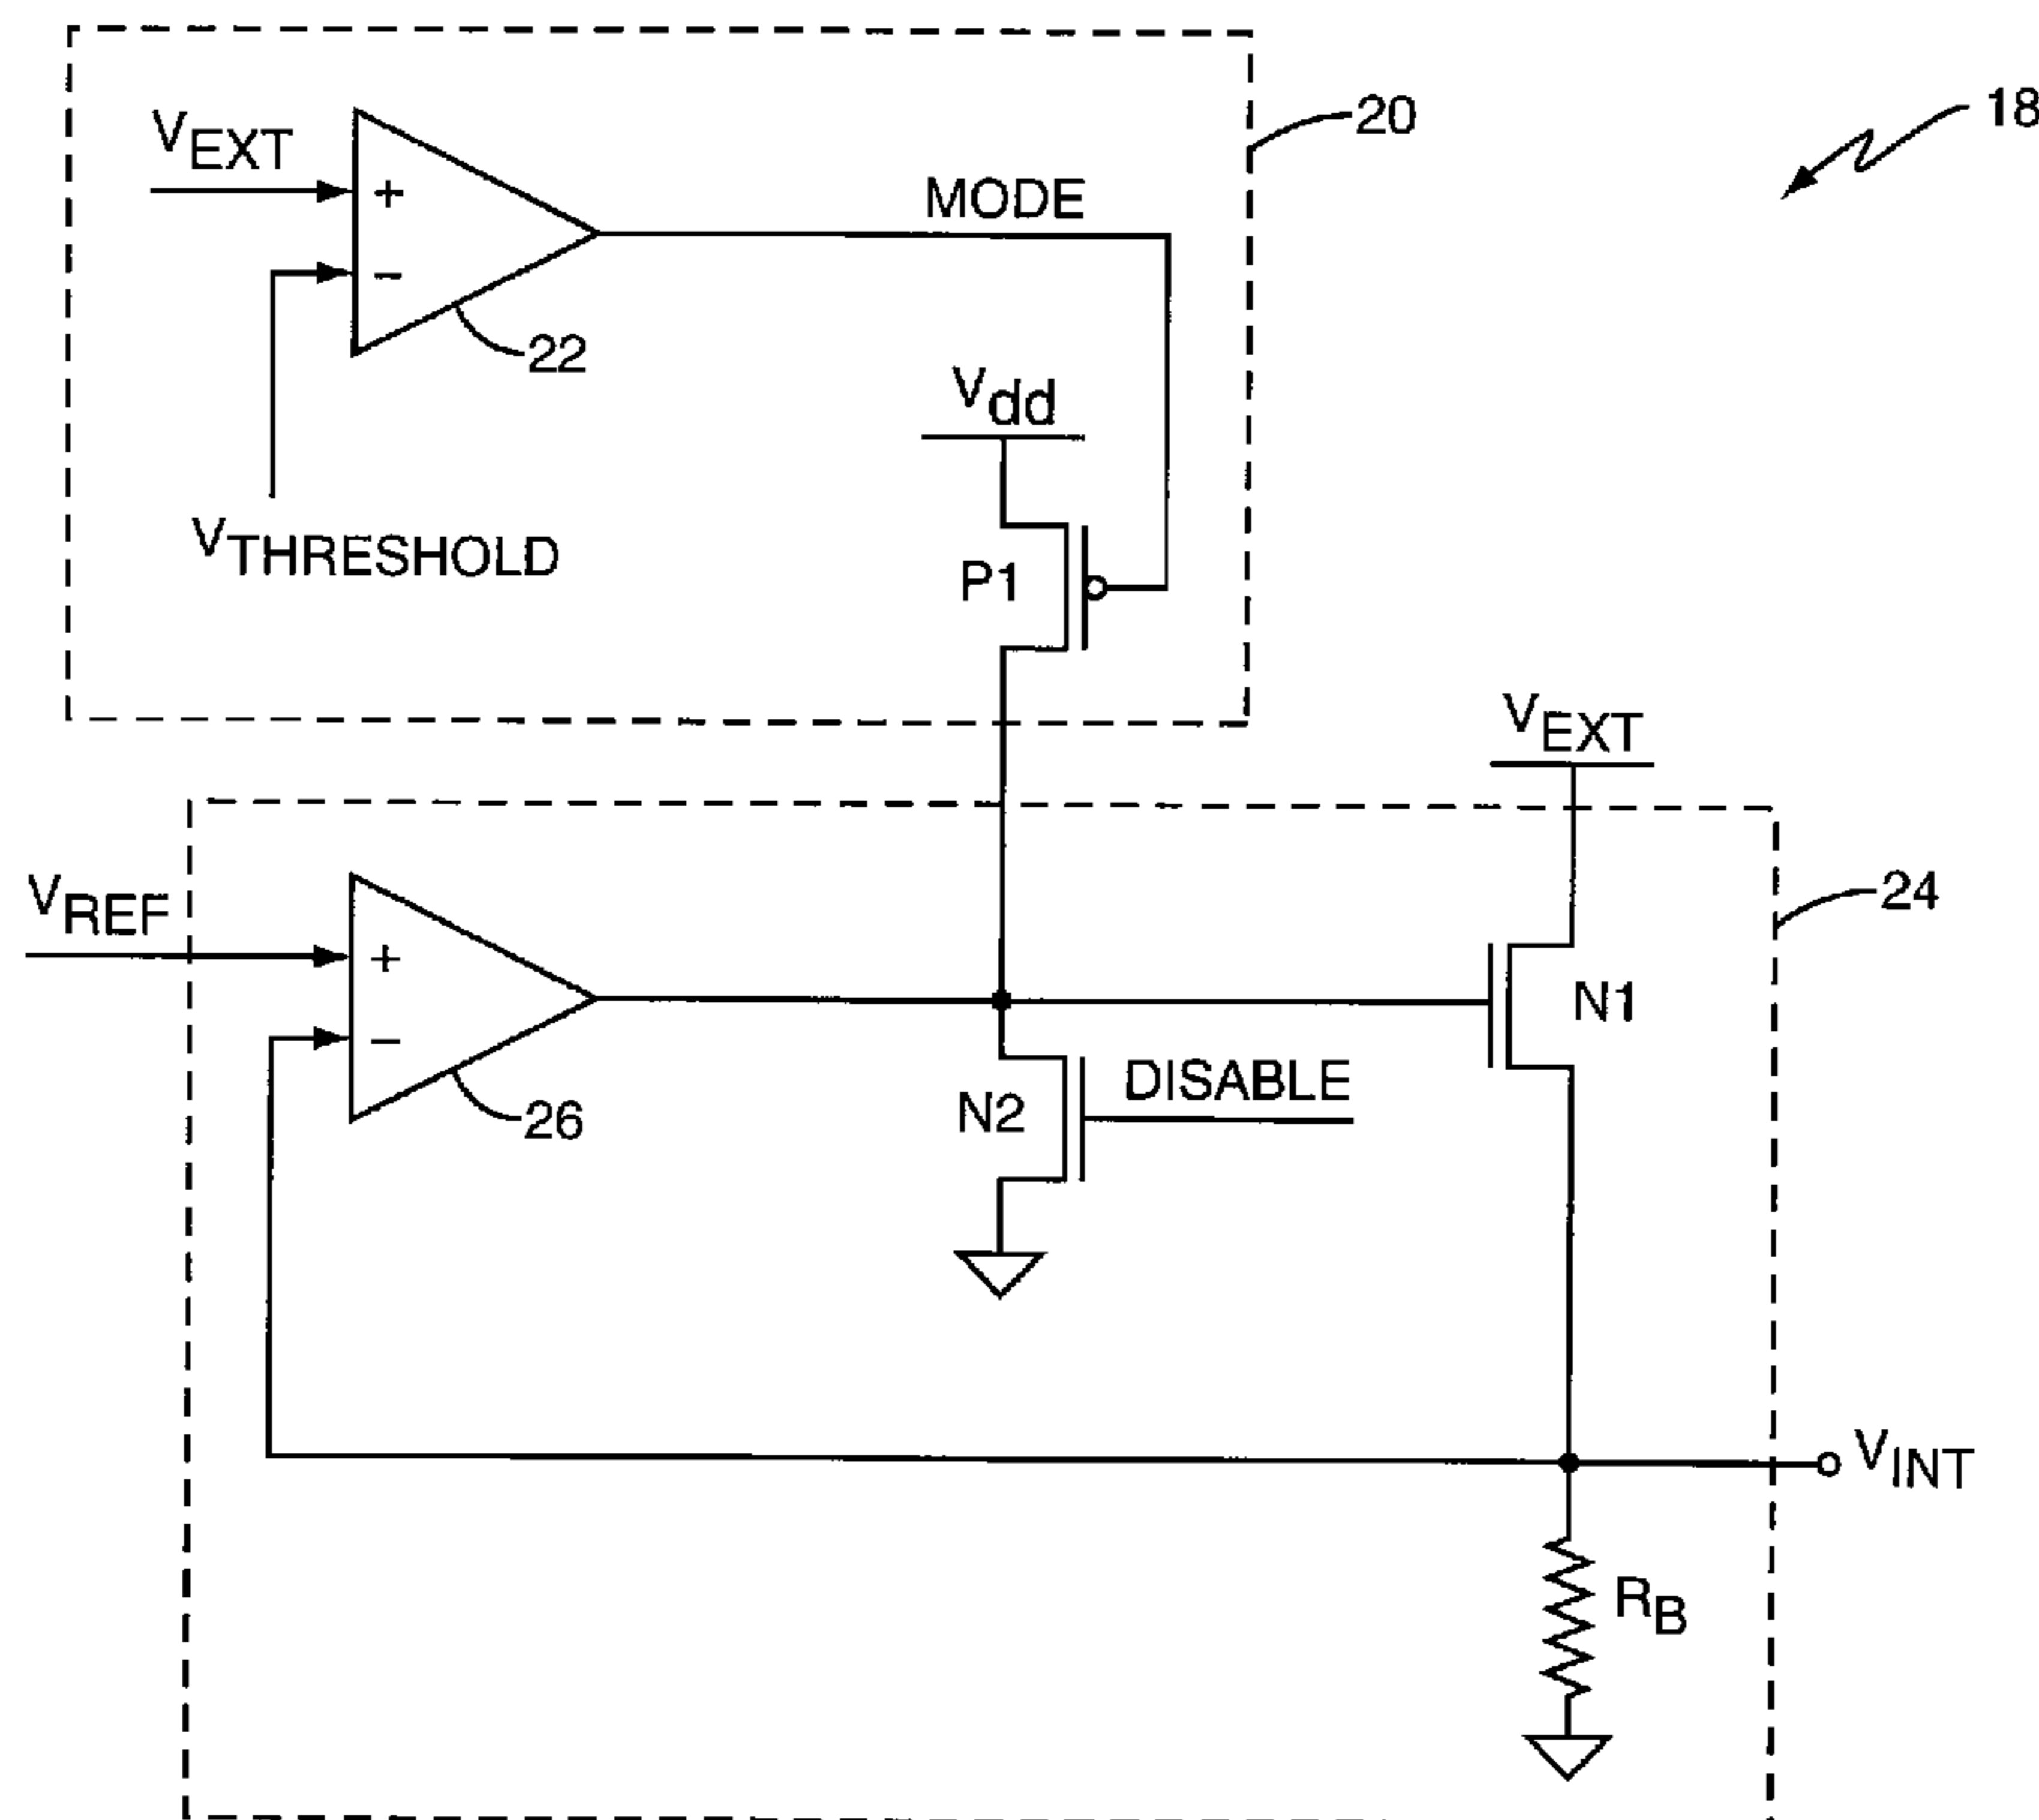 18
20
VEXT
+
MODE
−
22
Vdd
VTHRESHOLD
P1
VEXT
24
VREF
+
N1
−
DISABLE
N2
26
VINT
RB